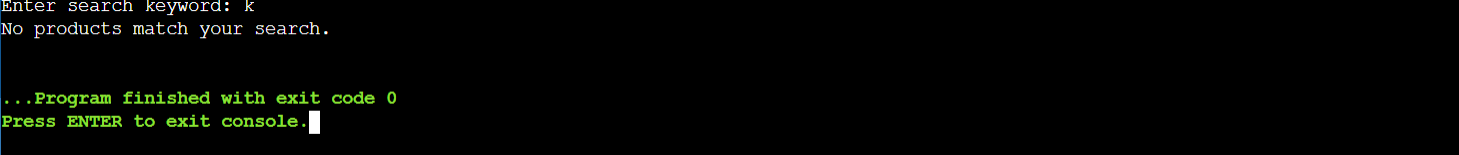 Enter search keyword: k
No products match your search.
...Program finished with exit code 0
Press ENTER to exit console.